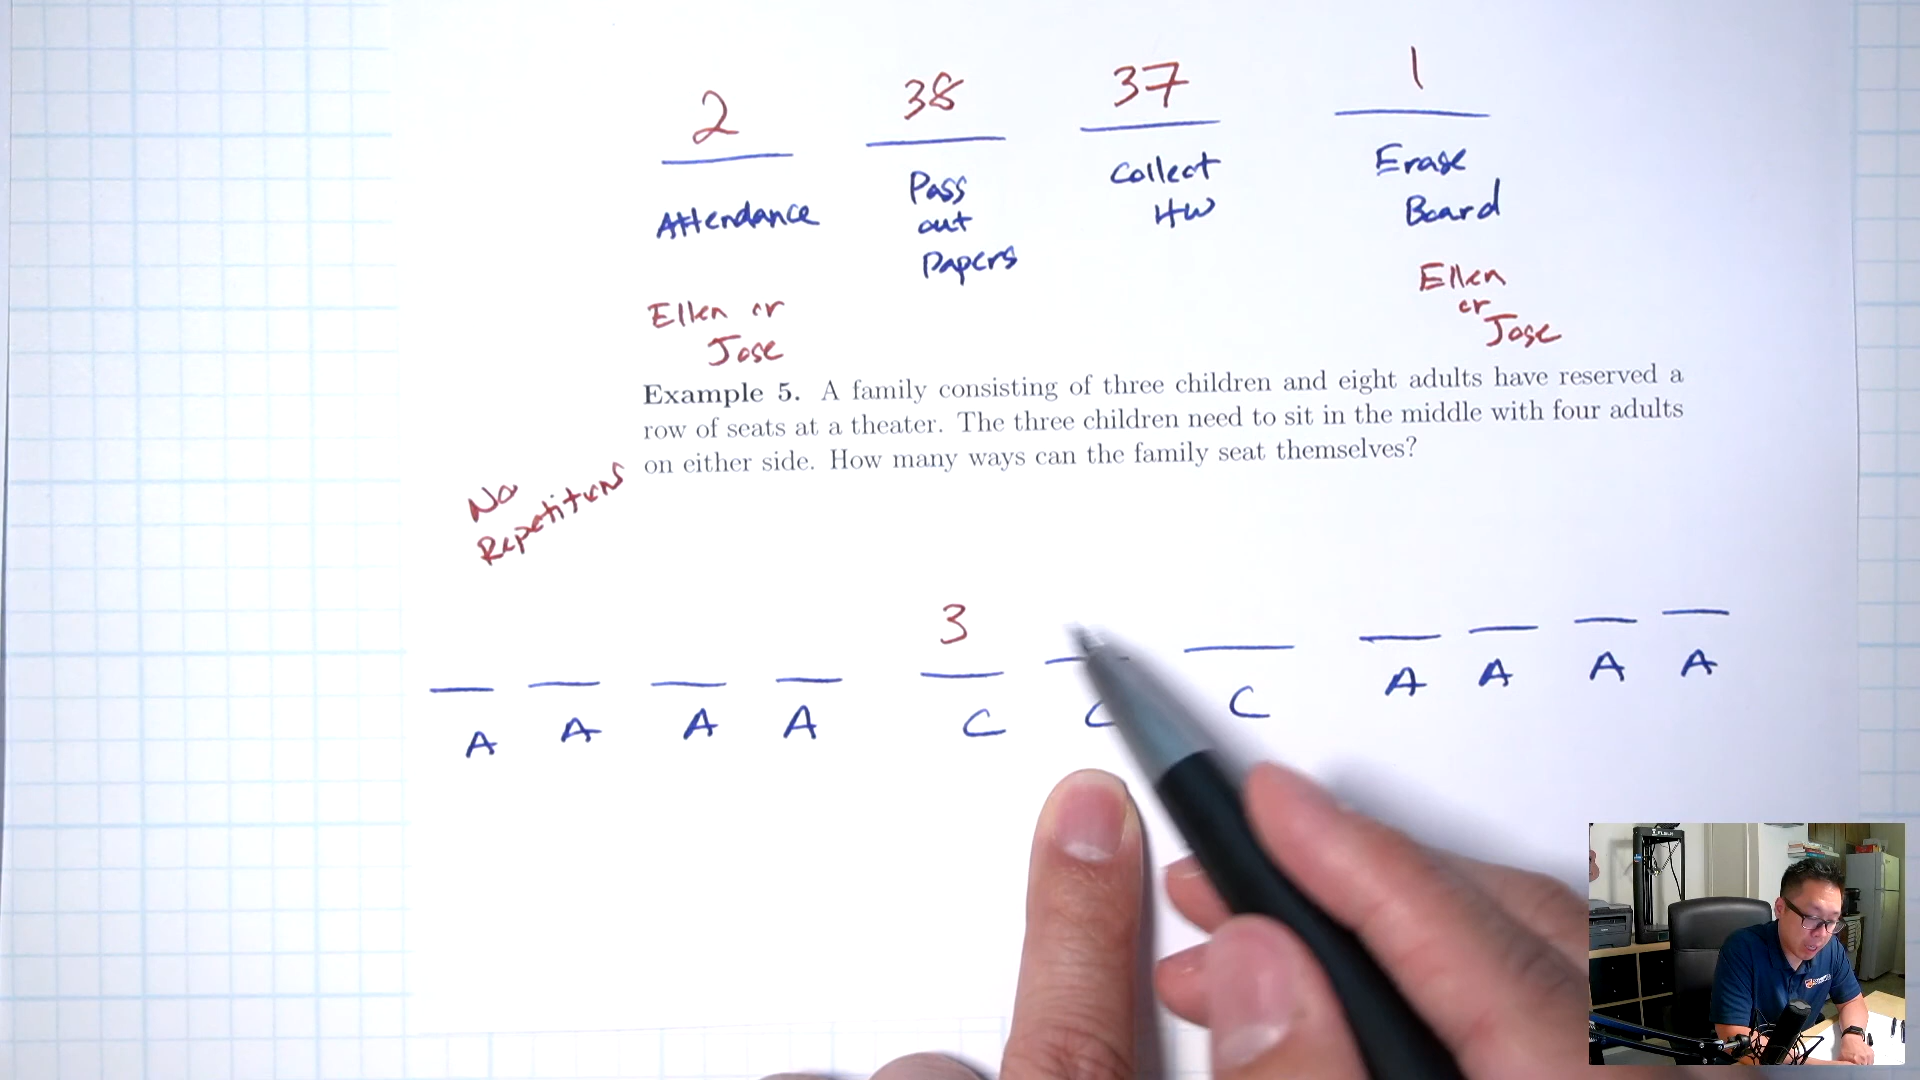 2 38 37 1
Attendance
Pass
out
Papers
Collect
HW
Erase
Board
Ellen or
Jose
Ellen
or
Jose
Example 5. A family consisting of three children and eight adults have reserved a
row of seats at a theater. The three children need to sit in the middle with four adults
on either side. How many ways can the family seat themselves?
No
Repetitions
3
A A A A C C C A A A A